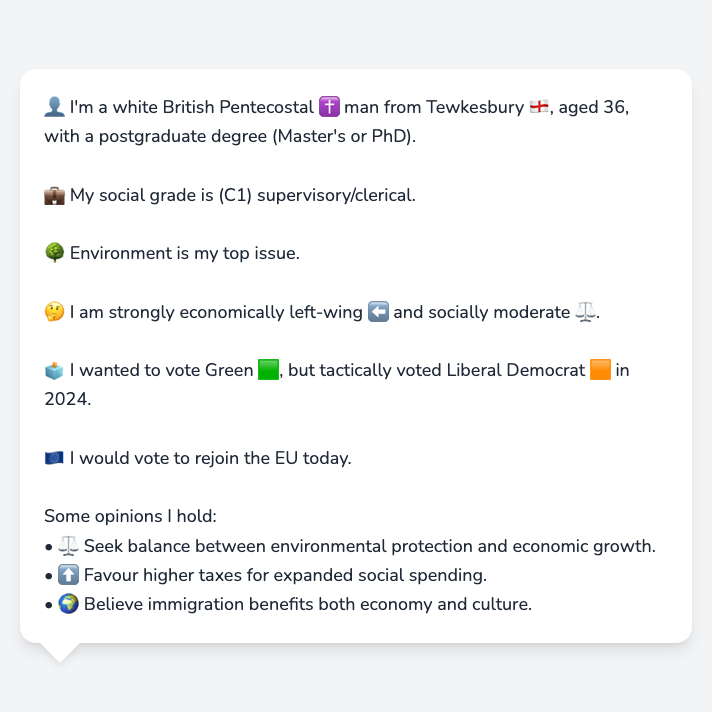 👤 I'm a white British Pentecostal ✝️ man from Tewkesbury 🏴󠁧󠁢󠁥󠁮󠁧󠁿, aged 36,
with a postgraduate degree (Master's or PhD).
💼 My social grade is (C1) supervisory/clerical.
🌳 Environment is my top issue.
🤔 I am strongly economically left-wing ⬅️ and socially moderate ⚖️.
🗳️ I wanted to vote Green 🟩, but tactically voted Liberal Democrat 🟧 in
2024.
🇪🇺 I would vote to rejoin the EU today.
Some opinions I hold:
• ⚖️ Seek balance between environmental protection and economic growth.
• ⬆️ Favour higher taxes for expanded social spending.
• 🌍 Believe immigration benefits both economy and culture.